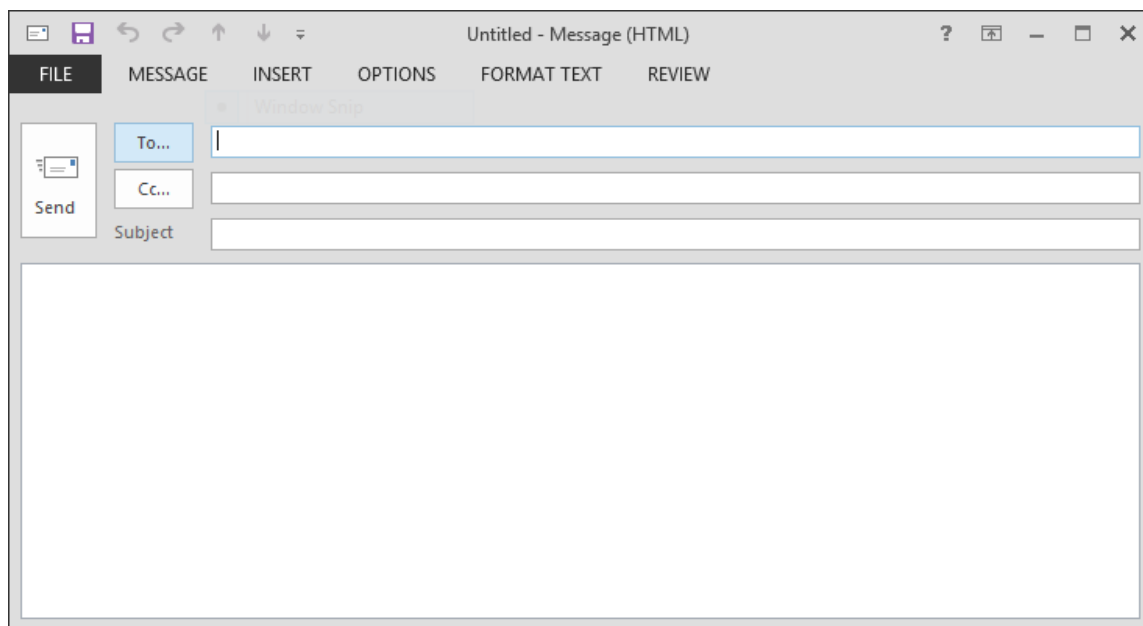 Untitled - Message (HTML) ?
FILE MESSAGE INSERT OPTIONS FORMAT TEXT REVIEW
Window Snip
To...
Cc...
Send
Subject